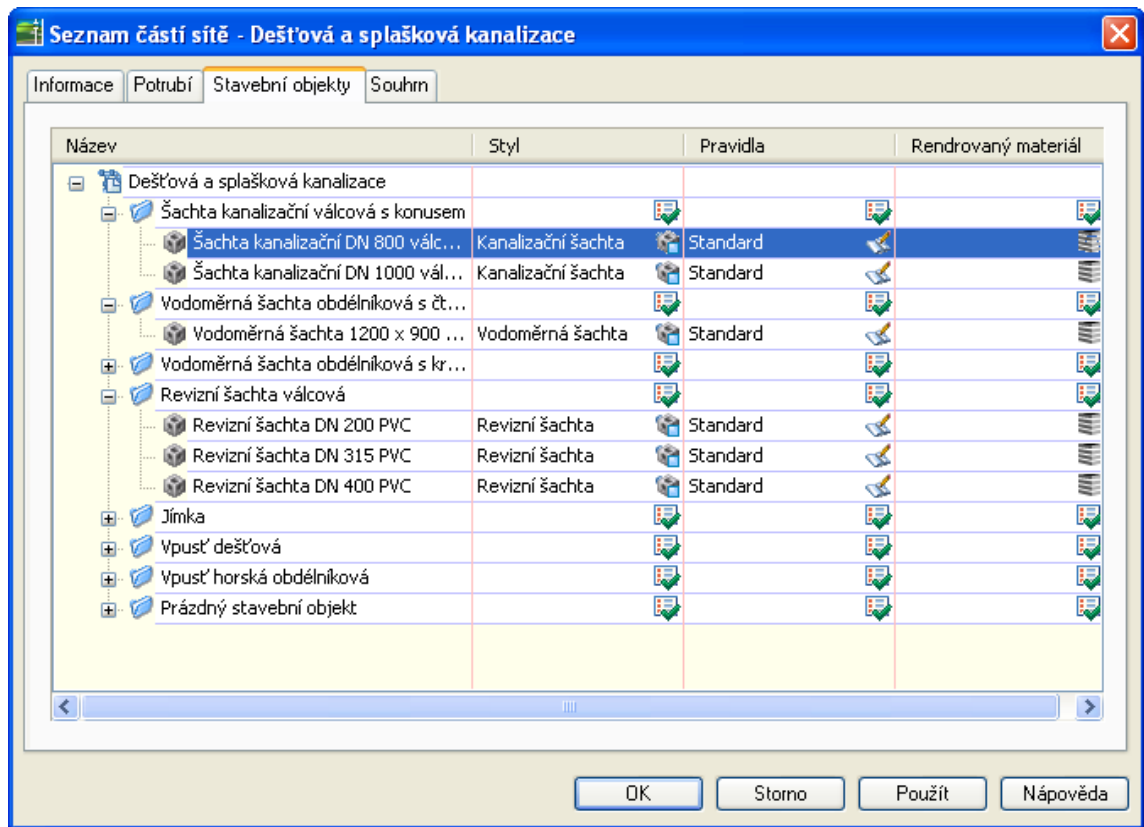 Seznam částí sítě - Dešťová a splašková kanalizace
Informace Potrubí Stavební objekty Souhrn
Název Styl Pravidla Rendrovaný materiál
Dešťová a splašková kanalizace
Šachta kanalizační válcová s konusem
Šachta kanalizační DN 800 válc... Kanalizační šachta Standard
Šachta kanalizační DN 1000 vál... Kanalizační šachta Standard
Vodoměrná šachta obdélníková s čt...
Vodoměrná šachta 1200 x 900 ... Vodoměrná šachta Standard
Vodoměrná šachta obdélníková s kr...
Revizní šachta válcová
Revizní šachta DN 200 PVC Revizní šachta Standard
Revizní šachta DN 315 PVC Revizní šachta Standard
Revizní šachta DN 400 PVC Revizní šachta Standard
Jímka
Vpusť dešťová
Vpusť horská obdélníková
Prázdný stavební objekt
OK Storno Použít Nápověda